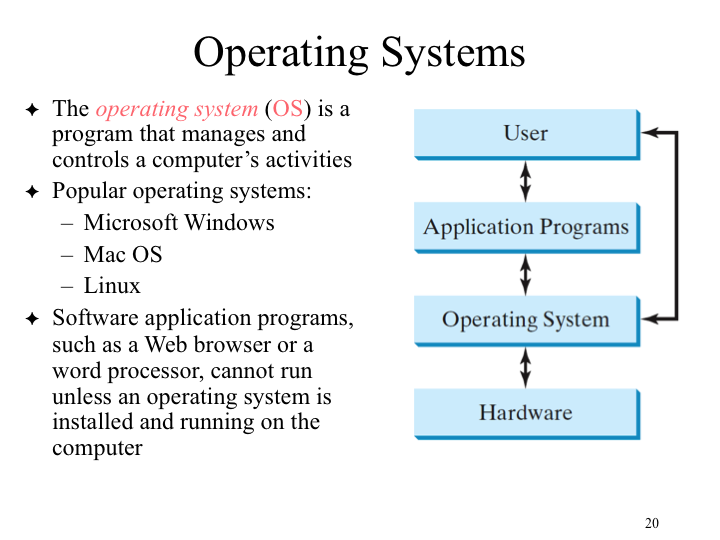 Operating Systems
✦ The operating system (OS) is a
program that manages and
controls a computer’s activities
✦ Popular operating systems:
– Microsoft Windows
– Mac OS
– Linux
✦ Software application programs,
such as a Web browser or a
word processor, cannot run
unless an operating system is
installed and running on the
computer
User
Application Programs
Operating System
Hardware
20